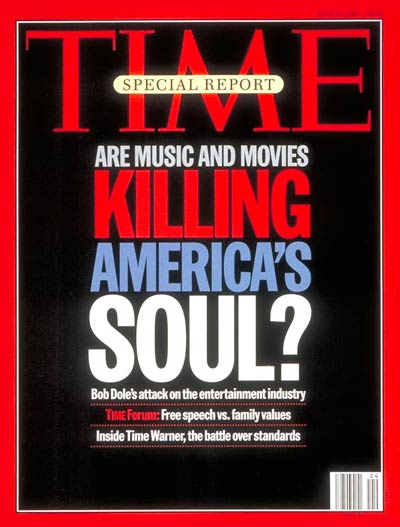 TIME
SPECIAL REPORT
ARE MUSIC AND MOVIES
KILLING
AMERICA'S
SOUL?
Bob Dole's attack on the entertainment industry
TIME Forum: Free speech vs. family values
Inside Time Warner, the battle over standards
24